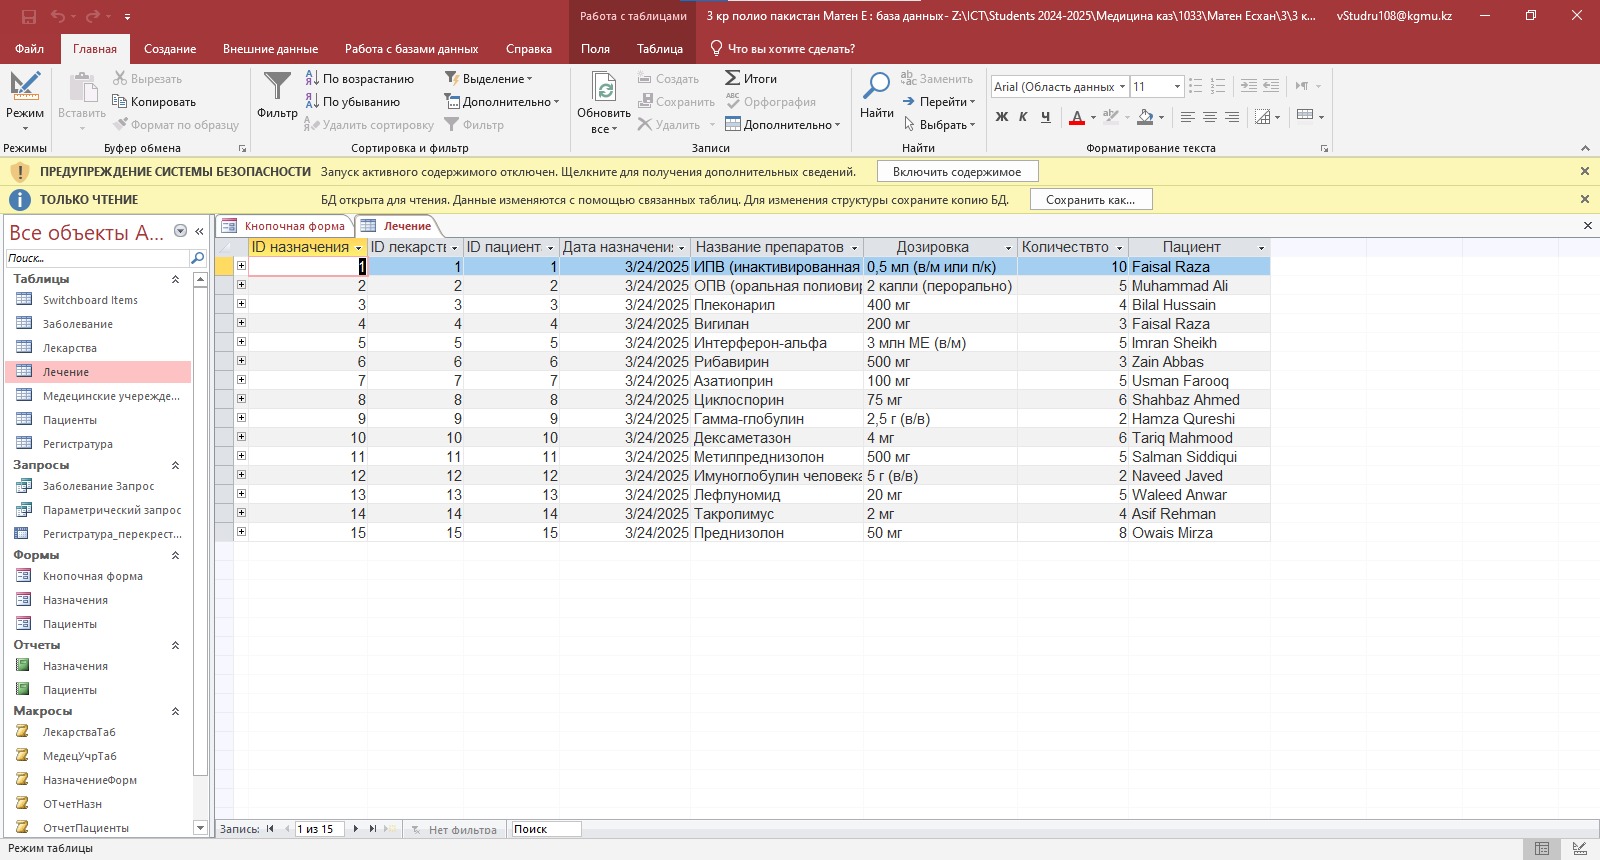 Работа с таблицами
3 кр полио пакистан Матен Е : база данных- Z:\ICT\Students 2024-2025\Медицина каз\1033\Матен Есхан\3\3 к...
vStudru108@kgmu.kz
Файл Главная Создание Внешние данные Работа с базами данных Справка Поля Таблица Что вы хотите сделать?
Режим
Режимы
Вставить
Вырезать
Копировать
Формат по образцу
Буфер обмена
Фильтр
По возрастанию
По убыванию
Удалить сортировку
Выделение
Дополнительно
Фильтр
Сортировка и фильтр
Обновить
все
Создать
Сохранить
Удалить
Итоги
Орфография
Дополнительно
Записи
Найти
Заменить
Перейти
Выбрать
Найти
Arial (Область данных
11
Ж К Ч
Форматирование текста
ПРЕДУПРЕЖДЕНИЕ СИСТЕМЫ БЕЗОПАСНОСТИ Запуск активного содержимого отключен. Щелкните для получения дополнительных сведений. Включить содержимое
ТОЛЬКО ЧТЕНИЕ БД открыта для чтения. Данные изменяются с помощью связанных таблиц. Для изменения структуры сохраните копию БД. Сохранить как...
Все объекты A...
Поиск...
Таблицы
Switchboard Items
Заболевание
Лекарства
Лечение
Медецинские учережде...
Пациенты
Регистратура
Запросы
Заболевание Запрос
Параметрический запрос
Регистратура_перекрест...
Формы
Кнопочная форма
Назначения
Пациенты
Отчеты
Назначения
Пациенты
Макросы
ЛекарстваТаб
МедецУчрТаб
НазначениеФорм
ОТчетНазн
ОтчетПациенты
Кнопочная форма Лечение
ID назначения ID лекарств ID пациент Дата назначени Название препаратов Дозировка Количествто Пациент
1 1 1 3/24/2025 ИПВ (инактивированная 0,5 мл (в/м или п/к) 10 Faisal Raza
2 2 2 3/24/2025 ОПВ (оральная полиовир 2 капли (перорально) 5 Muhammad Ali
3 3 3 3/24/2025 Плеконарил 400 мг 4 Bilal Hussain
4 4 4 3/24/2025 Вигилан 200 мг 3 Faisal Raza
5 5 5 3/24/2025 Интерферон-альфа 3 млн МЕ (в/м) 5 Imran Sheikh
6 6 6 3/24/2025 Рибавирин 500 мг 3 Zain Abbas
7 7 7 3/24/2025 Азатиоприн 100 мг 5 Usman Farooq
8 8 8 3/24/2025 Циклоспорин 75 мг 6 Shahbaz Ahmed
9 9 9 3/24/2025 Гамма-глобулин 2,5 г (в/в) 2 Hamza Qureshi
10 10 10 3/24/2025 Дексаметазон 4 мг 6 Tariq Mahmood
11 11 11 3/24/2025 Метилпреднизолон 500 мг 5 Salman Siddiqui
12 12 12 3/24/2025 Имуноглобулин человека 5 г (в/в) 2 Naveed Javed
13 13 13 3/24/2025 Лефлуномид 20 мг 5 Waleed Anwar
14 14 14 3/24/2025 Такролимус 2 мг 4 Asif Rehman
15 15 15 3/24/2025 Преднизолон 50 мг 8 Owais Mirza
Запись: 1 из 15 Нет фильтра Поиск
Режим таблицы